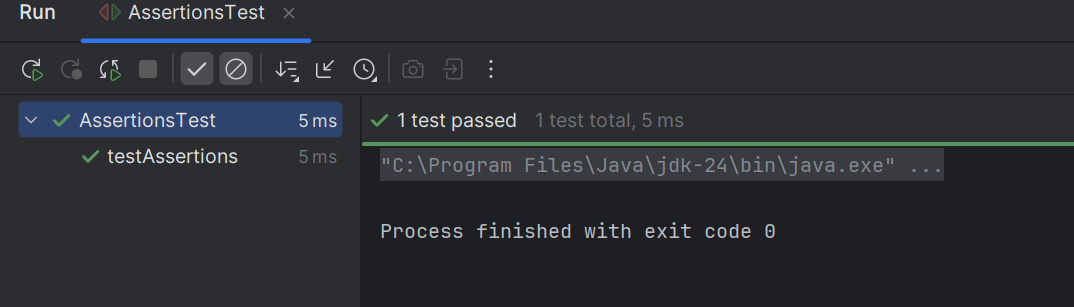 Run AssertionsTest
AssertionsTest 5 ms
testAssertions 5 ms
1 test passed 1 test total, 5 ms
"C:\Program Files\Java\jdk-24\bin\java.exe" ...
Process finished with exit code 0